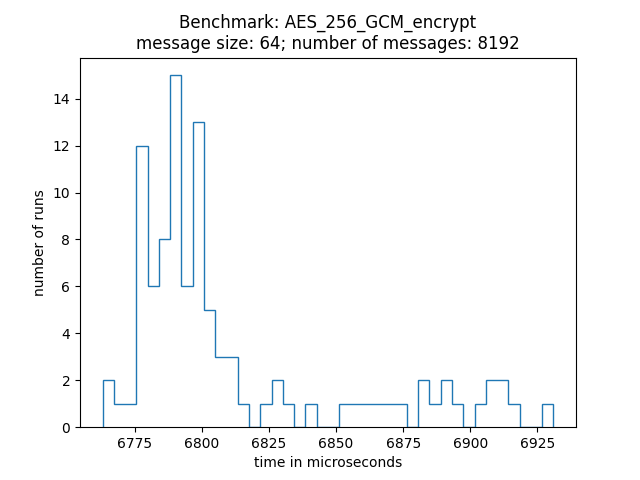 Benchmark: AES_256_GCM_encrypt
message size: 64; number of messages: 8192
14
12
10
8
6
4
2
0
number of runs
6775 6800 6825 6850 6875 6900 6925
time in microseconds